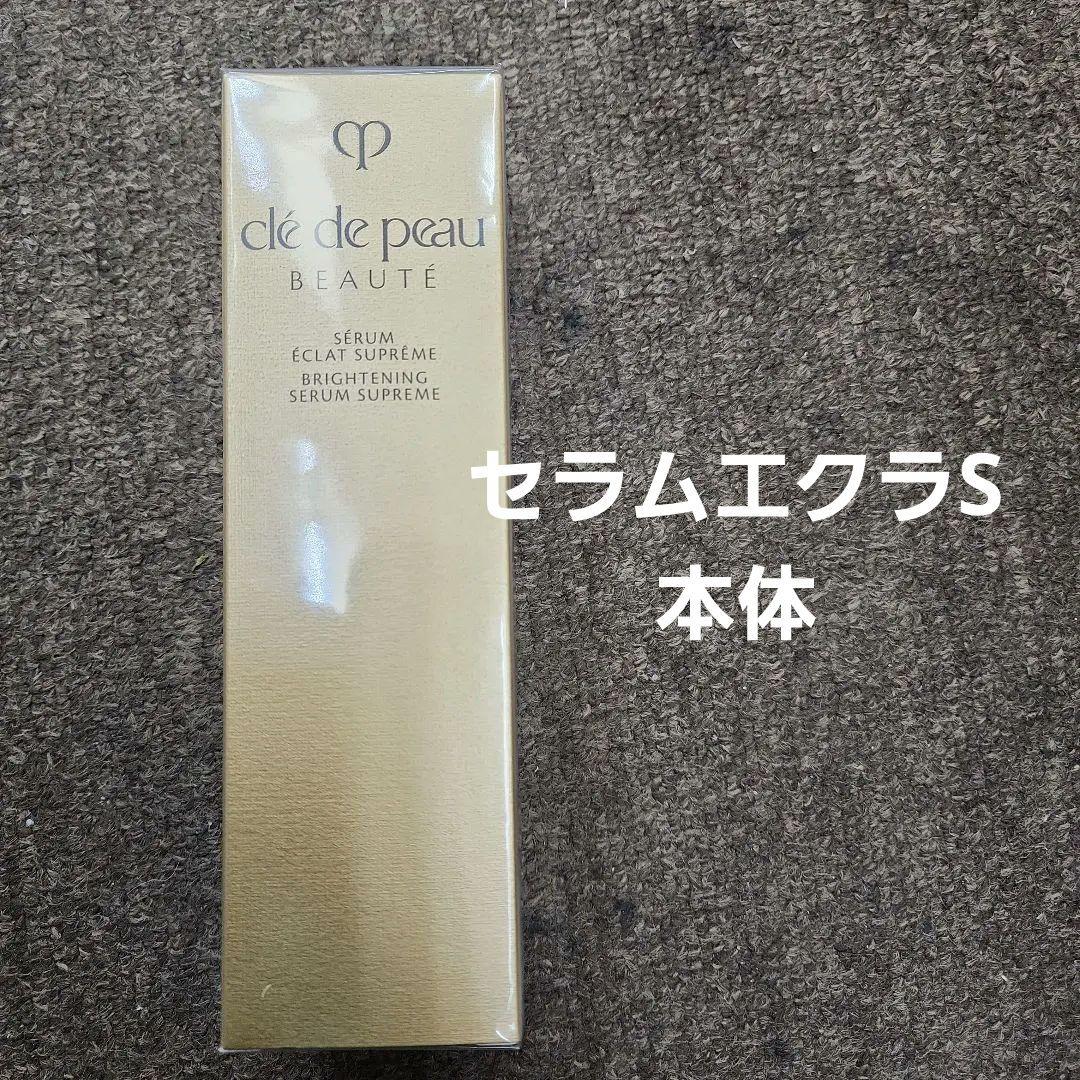 clé de peau
BEAUTÉ
SÉRUM
ÉCLAT SUPRÊME
BRIGHTENING
SERUM SUPREME
セラムエクラS
本体